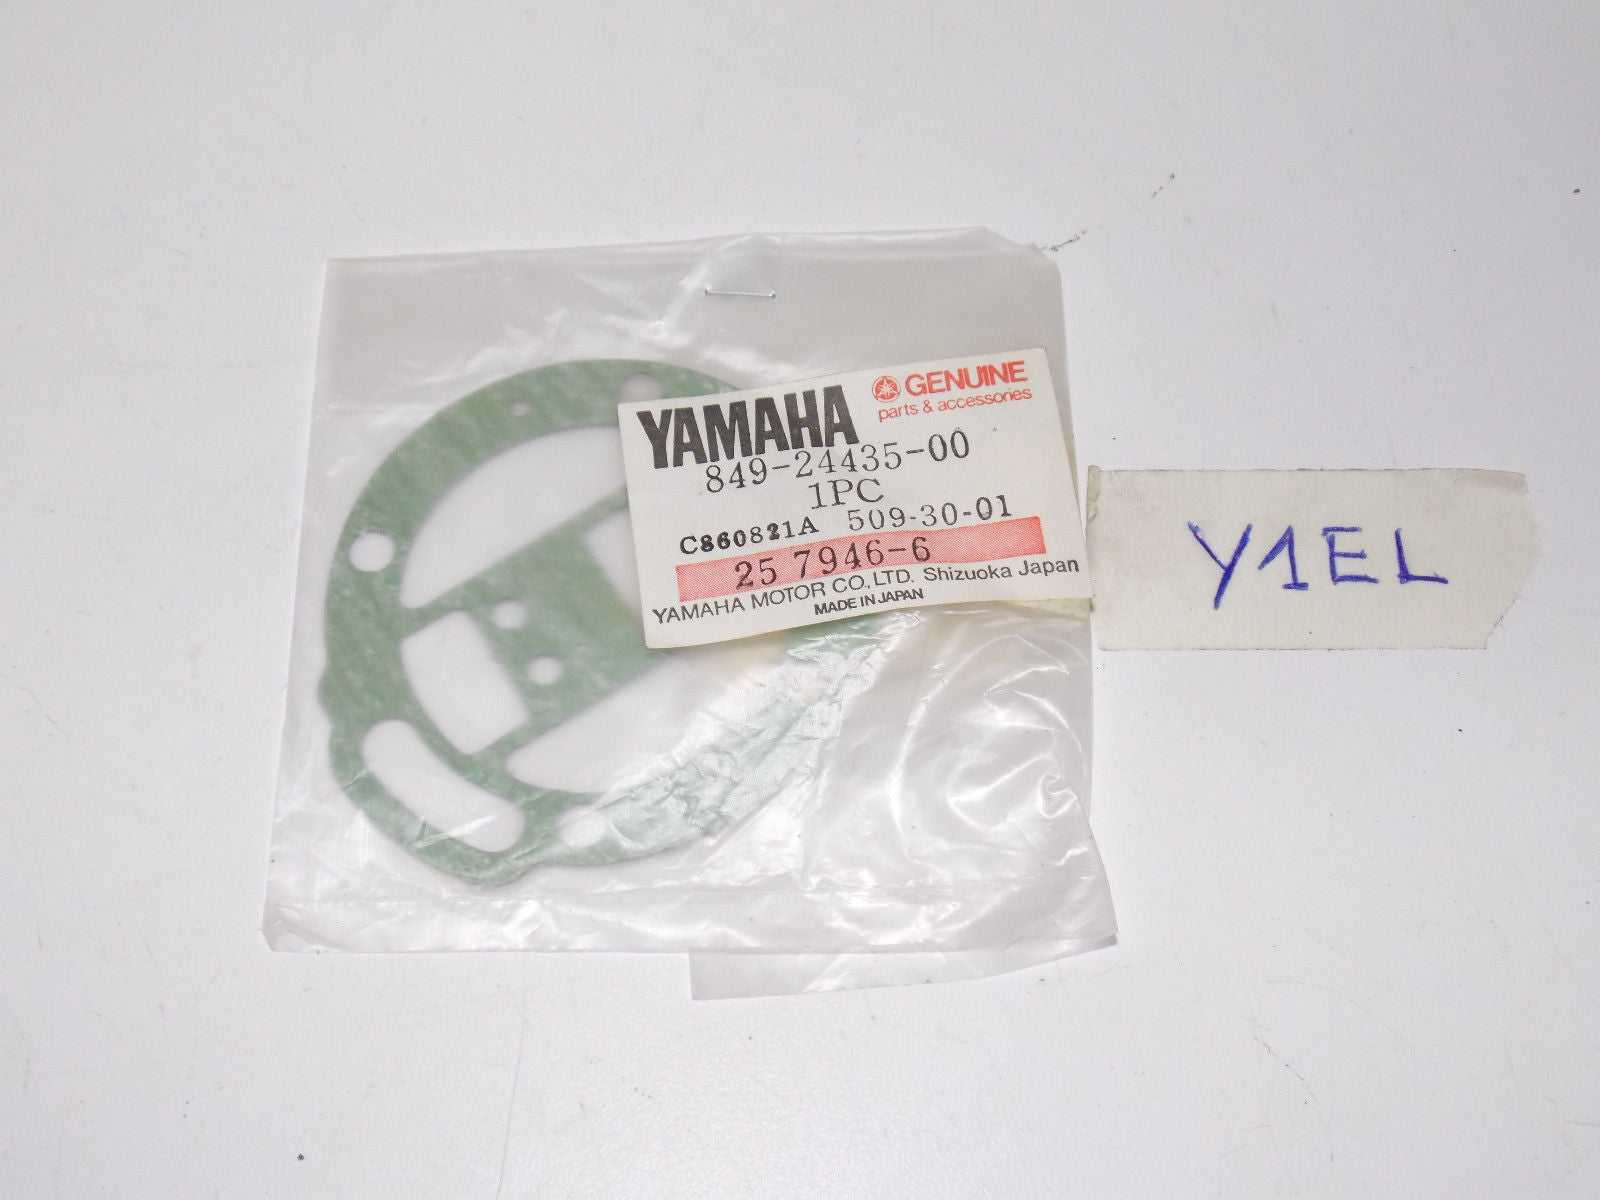 YAMAHA
GENUINE
parts & accessories
849-24435-00
1PC
C860821A 509-30-01
25 7946-6
YAMAHA MOTOR CO., LTD. Shizuoka Japan
MADE IN JAPAN
Y1EL